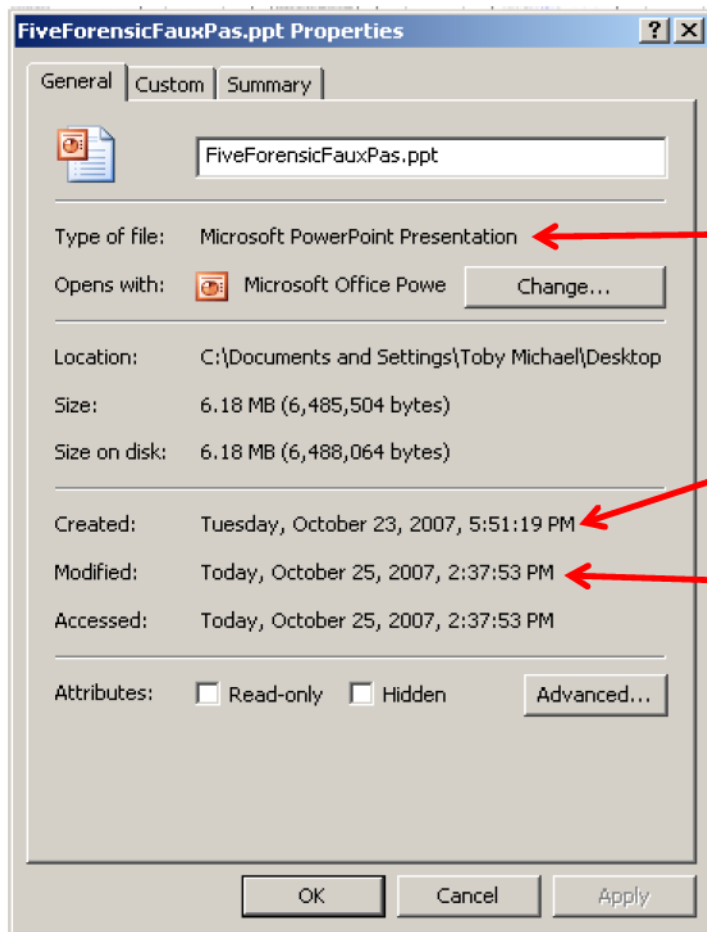 FiveForensicFauxPas.ppt Properties
General Custom Summary
FiveForensicFauxPas.ppt
Type of file: Microsoft PowerPoint Presentation
Opens with: Microsoft Office Powe Change...
Location: C:\Documents and Settings\Toby Michael\Desktop
Size: 6.18 MB (6,485,504 bytes)
Size on disk: 6.18 MB (6,488,064 bytes)
Created: Tuesday, October 23, 2007, 5:51:19 PM
Modified: Today, October 25, 2007, 2:37:53 PM
Accessed: Today, October 25, 2007, 2:37:53 PM
Attributes: Read-only Hidden Advanced...
OK Cancel Apply